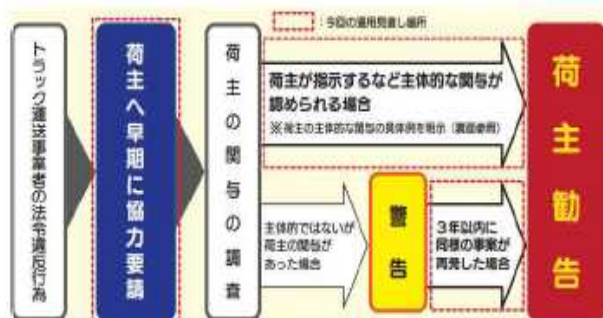 ：今回の運用見直し箇所
トラック運送事業者の法令違反行為
荷主へ早期に協力要請
荷主の関与の調査
荷主が指示するなど主体的な関与が
認められる場合
※荷主の主体的な関与の具体例を明示（裏面参照）
主体的ではないが
荷主の関与が
あった場合
警告
3年以内に
同様の事案が
再発した場合
荷主勧告